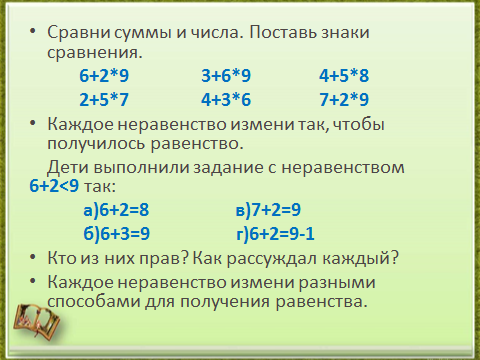 • Сравни суммы и числа. Поставь знаки
сравнения.
6+2*9 3+6*9 4+5*8
2+5*7 4+3*6 7+2*9
• Каждое неравенство измени так, чтобы
получилось равенство.
Дети выполнили задание с неравенством
6+2<9 так:
а)6+2=8 в)7+2=9
б)6+3=9 г)6+2=9-1
• Кто из них прав? Как рассуждал каждый?
• Каждое неравенство измени разными
способами для получения равенства.